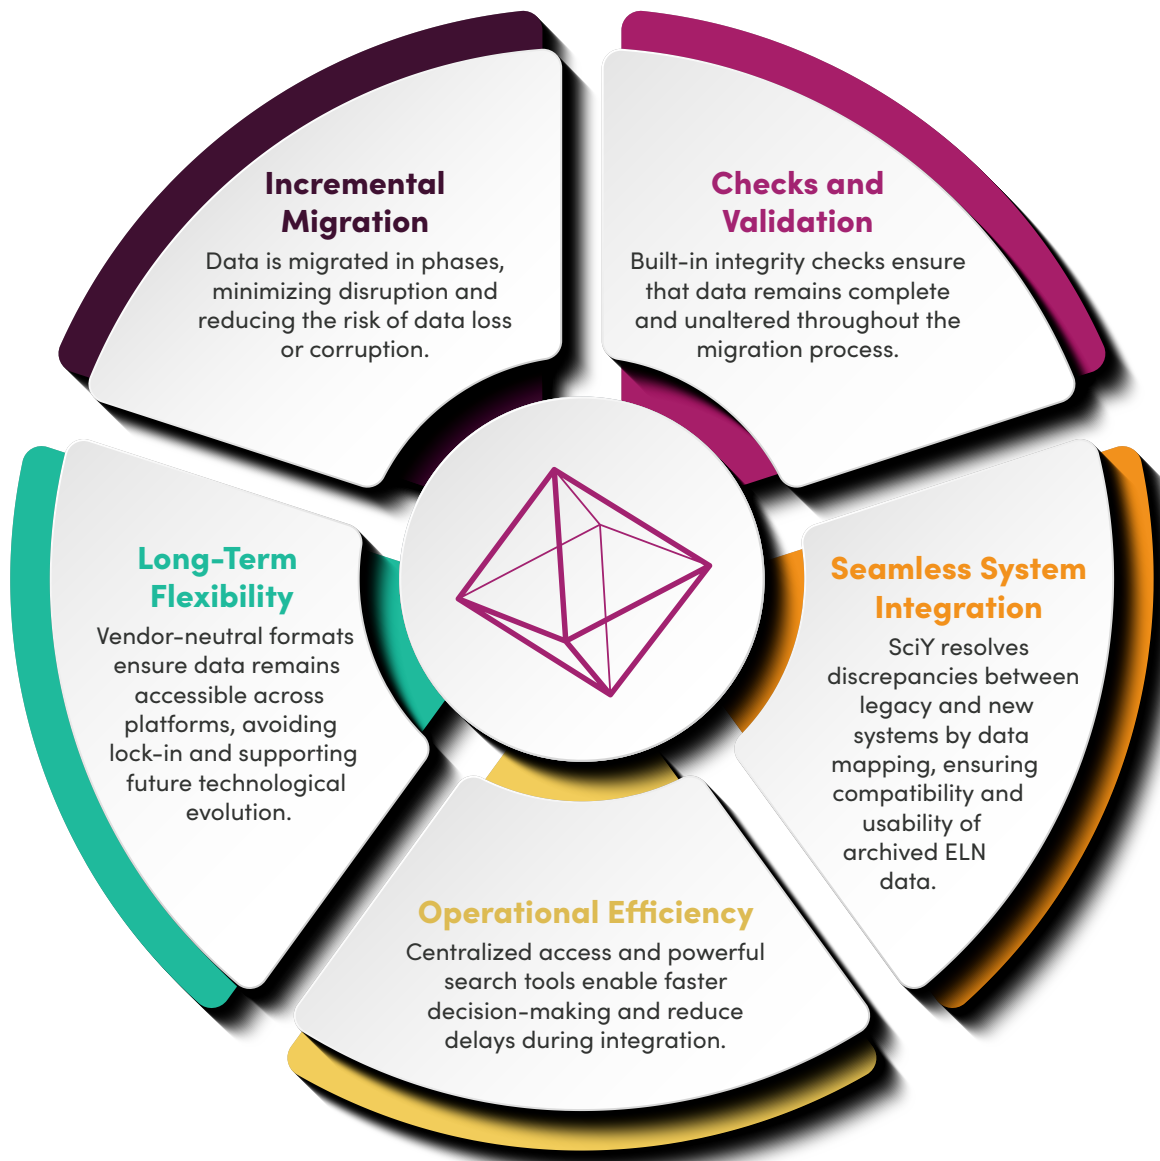 Incremental
Migration
Data is migrated in phases,
minimizing disruption and
reducing the risk of data loss
or corruption.
Checks and
Validation
Built-in integrity checks ensure
that data remains complete
and unaltered throughout the
migration process.
Seamless System
Integration
SciY resolves
discrepancies between
legacy and new
systems by data
mapping, ensuring
compatibility and
usability of
archived ELN
data.
Operational Efficiency
Centralized access and powerful
search tools enable faster
decision-making and reduce
delays during integration.
Long-Term
Flexibility
Vendor-neutral formats
ensure data remains
accessible across
platforms, avoiding
lock-in and supporting
future technological
evolution.